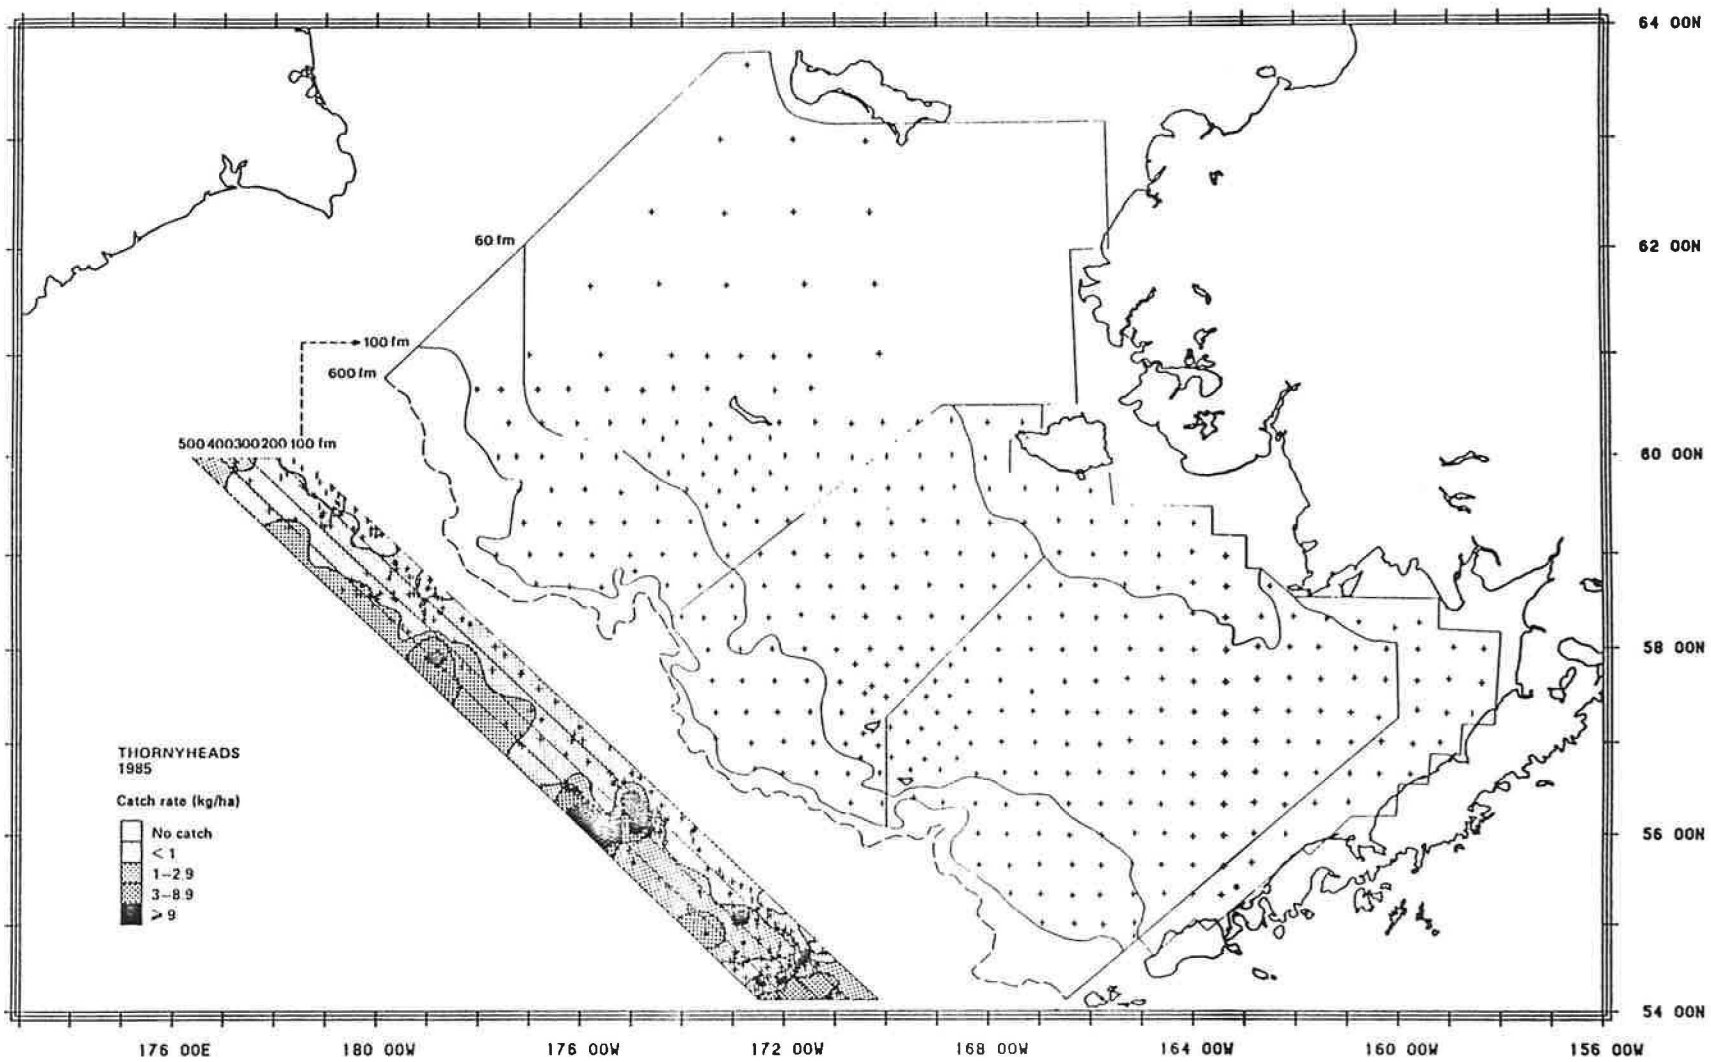 64 00N
60 fm
62 00N
100 fm
600 fm
500 400 300 200 100 fm
60 00N
58 00N
THORNYHEADS
1985
Catch rate (kg/ha)
No catch
< 1
1–2.9
3–8.9
≥ 9
56 00N
54 00N
176 00E 180 00W 176 00W 172 00W 168 00W 164 00W 160 00W 156 00W